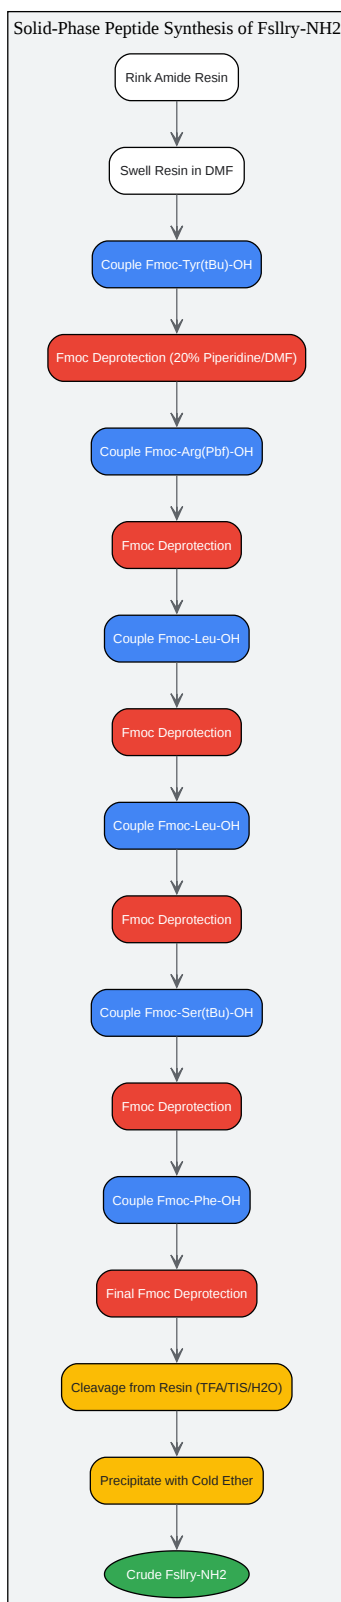 Solid-Phase Peptide Synthesis of Fsllry-NH2
Rink Amide Resin
Swell Resin in DMF
Couple Fmoc-Tyr(tBu)-OH
Fmoc Deprotection (20% Piperidine/DMF)
Couple Fmoc-Arg(Pbf)-OH
Fmoc Deprotection
Couple Fmoc-Leu-OH
Fmoc Deprotection
Couple Fmoc-Leu-OH
Fmoc Deprotection
Couple Fmoc-Ser(tBu)-OH
Fmoc Deprotection
Couple Fmoc-Phe-OH
Final Fmoc Deprotection
Cleavage from Resin (TFA/TIS/H2O)
Precipitate with Cold Ether
Crude Fsllry-NH2